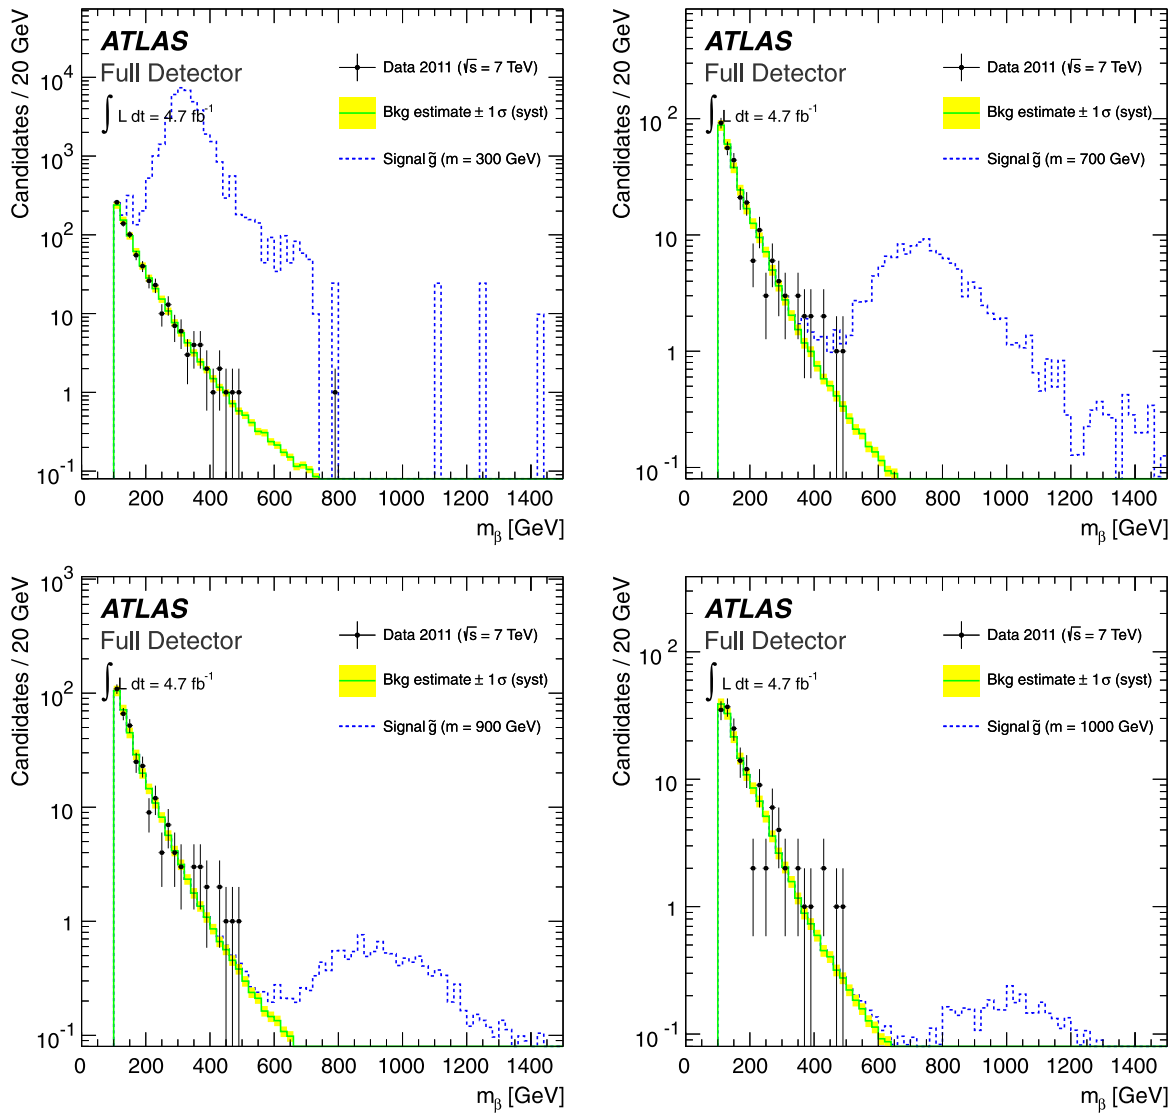 Candidates / 20 GeV
ATLAS
Full Detector
∫ L dt = 4.7 fb⁻¹
Data 2011 (√s = 7 TeV)
Bkg estimate ± 1σ (syst)
Signal g̃ (m = 300 GeV)
10⁴
10³
10²
10
1
10⁻¹
0 200 400 600 800 1000 1200 1400
m_β [GeV]
Candidates / 20 GeV
ATLAS
Full Detector
∫ L dt = 4.7 fb⁻¹
Data 2011 (√s = 7 TeV)
Bkg estimate ± 1σ (syst)
Signal g̃ (m = 700 GeV)
10²
10
1
10⁻¹
0 200 400 600 800 1000 1200 1400
m_β [GeV]
Candidates / 20 GeV
ATLAS
Full Detector
∫ L dt = 4.7 fb⁻¹
Data 2011 (√s = 7 TeV)
Bkg estimate ± 1σ (syst)
Signal g̃ (m = 900 GeV)
10³
10²
10
1
10⁻¹
0 200 400 600 800 1000 1200 1400
m_β [GeV]
Candidates / 20 GeV
ATLAS
Full Detector
∫ L dt = 4.7 fb⁻¹
Data 2011 (√s = 7 TeV)
Bkg estimate ± 1σ (syst)
Signal g̃ (m = 1000 GeV)
10²
10
1
10⁻¹
0 200 400 600 800 1000 1200 1400
m_β [GeV]